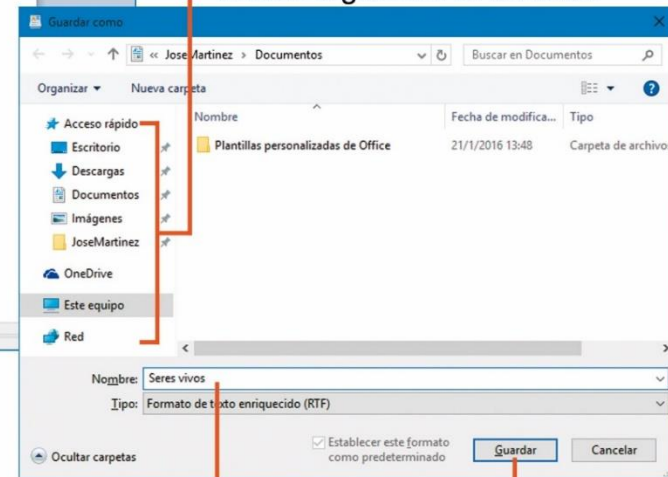 Guardar como
« JoseMartinez > Documentos
Buscar en Documentos
Organizar
Nueva carpeta
Nombre
Fecha de modifica...
Tipo
Acceso rápido
Plantillas personalizadas de Office
21/1/2016 13:48
Carpeta de archivo
Escritorio
Descargas
Documentos
Imágenes
JoseMartinez
OneDrive
Este equipo
Red
Nombre: Seres vivos
Tipo: Formato de texto enriquecido (RTF)
Establecer este formato
como predeterminado
Ocultar carpetas
Guardar
Cancelar